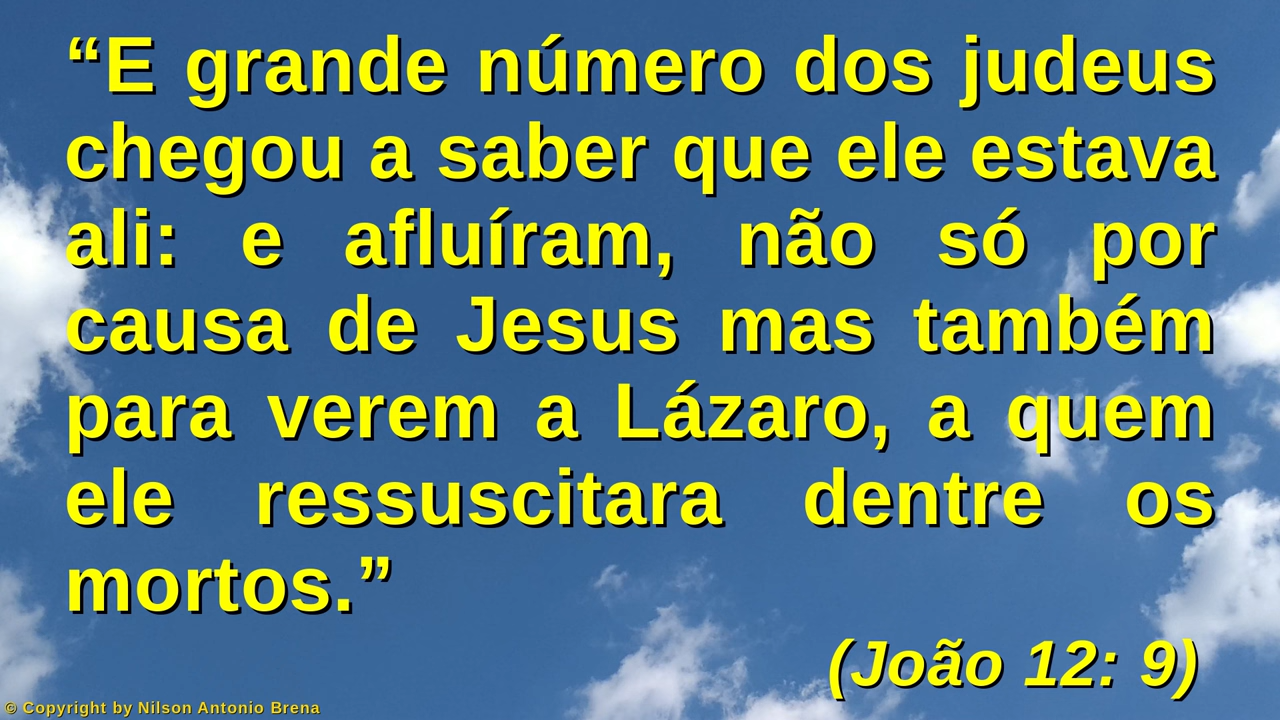 “E grande número dos judeus
chegou a saber que ele estava
ali: e afluíram, não só por
causa de Jesus mas também
para verem a Lázaro, a quem
ele ressuscitara dentre os
mortos.”
(João 12: 9)
© Copyright by Nilson Antonio Brena